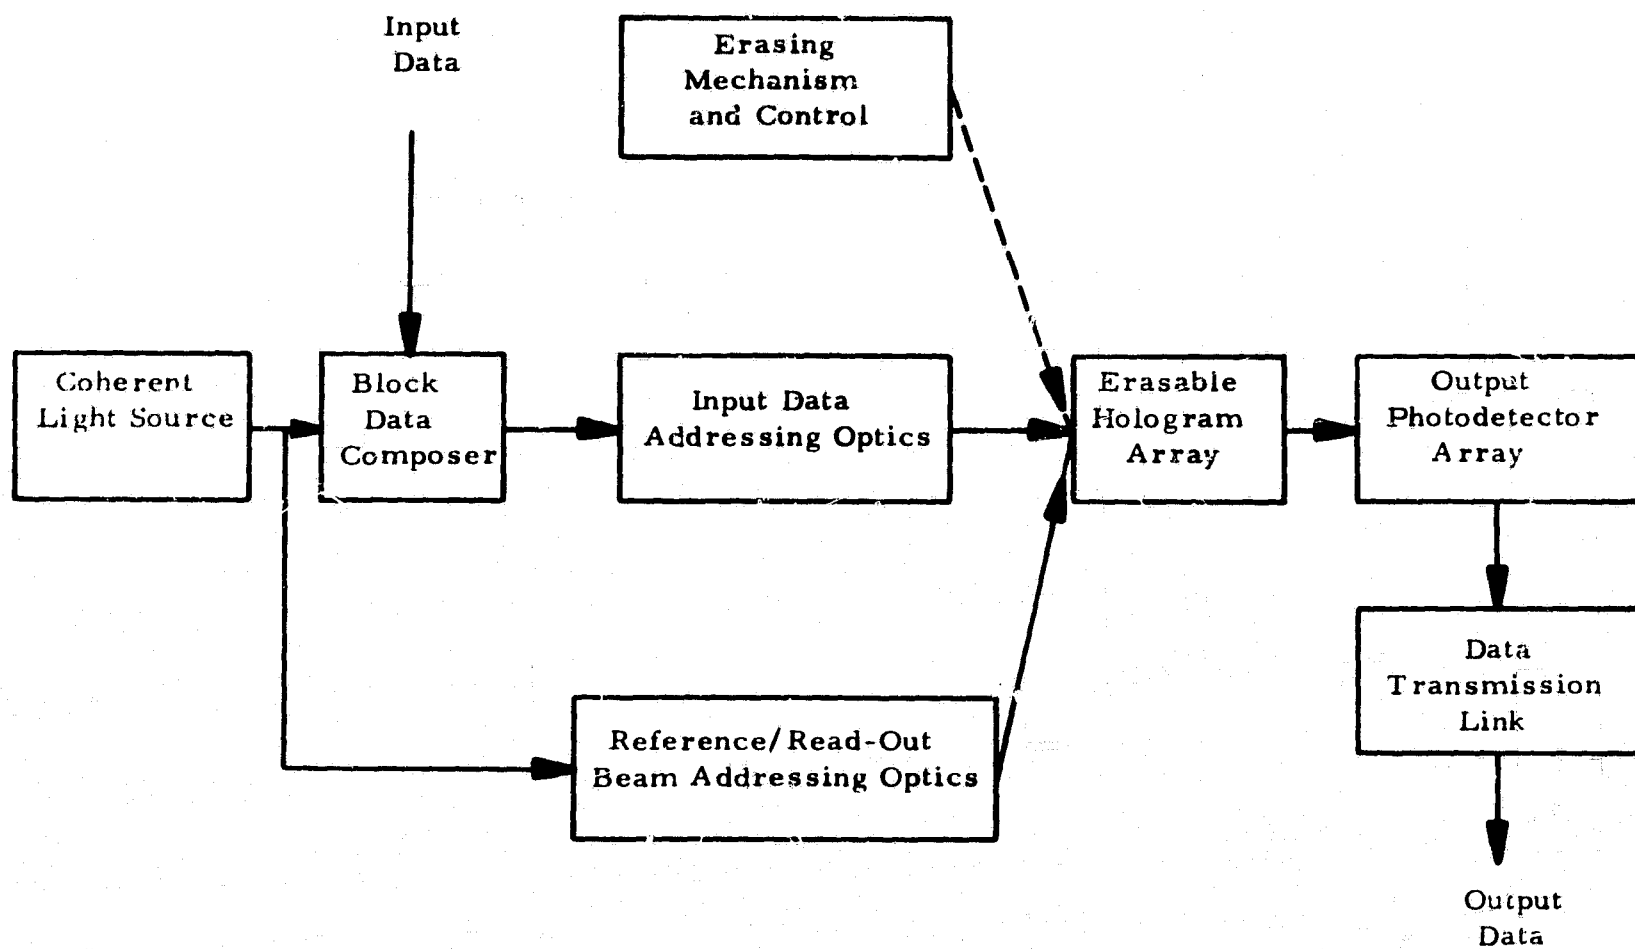 Input
Data
Erasing
Mechanism
and Control
Coherent
Light Source
Block
Data
Composer
Input Data
Addressing Optics
Erasable
Hologram
Array
Output
Photodetector
Array
Data
Transmission
Link
Reference/Read-Out
Beam Addressing Optics
Output
Data